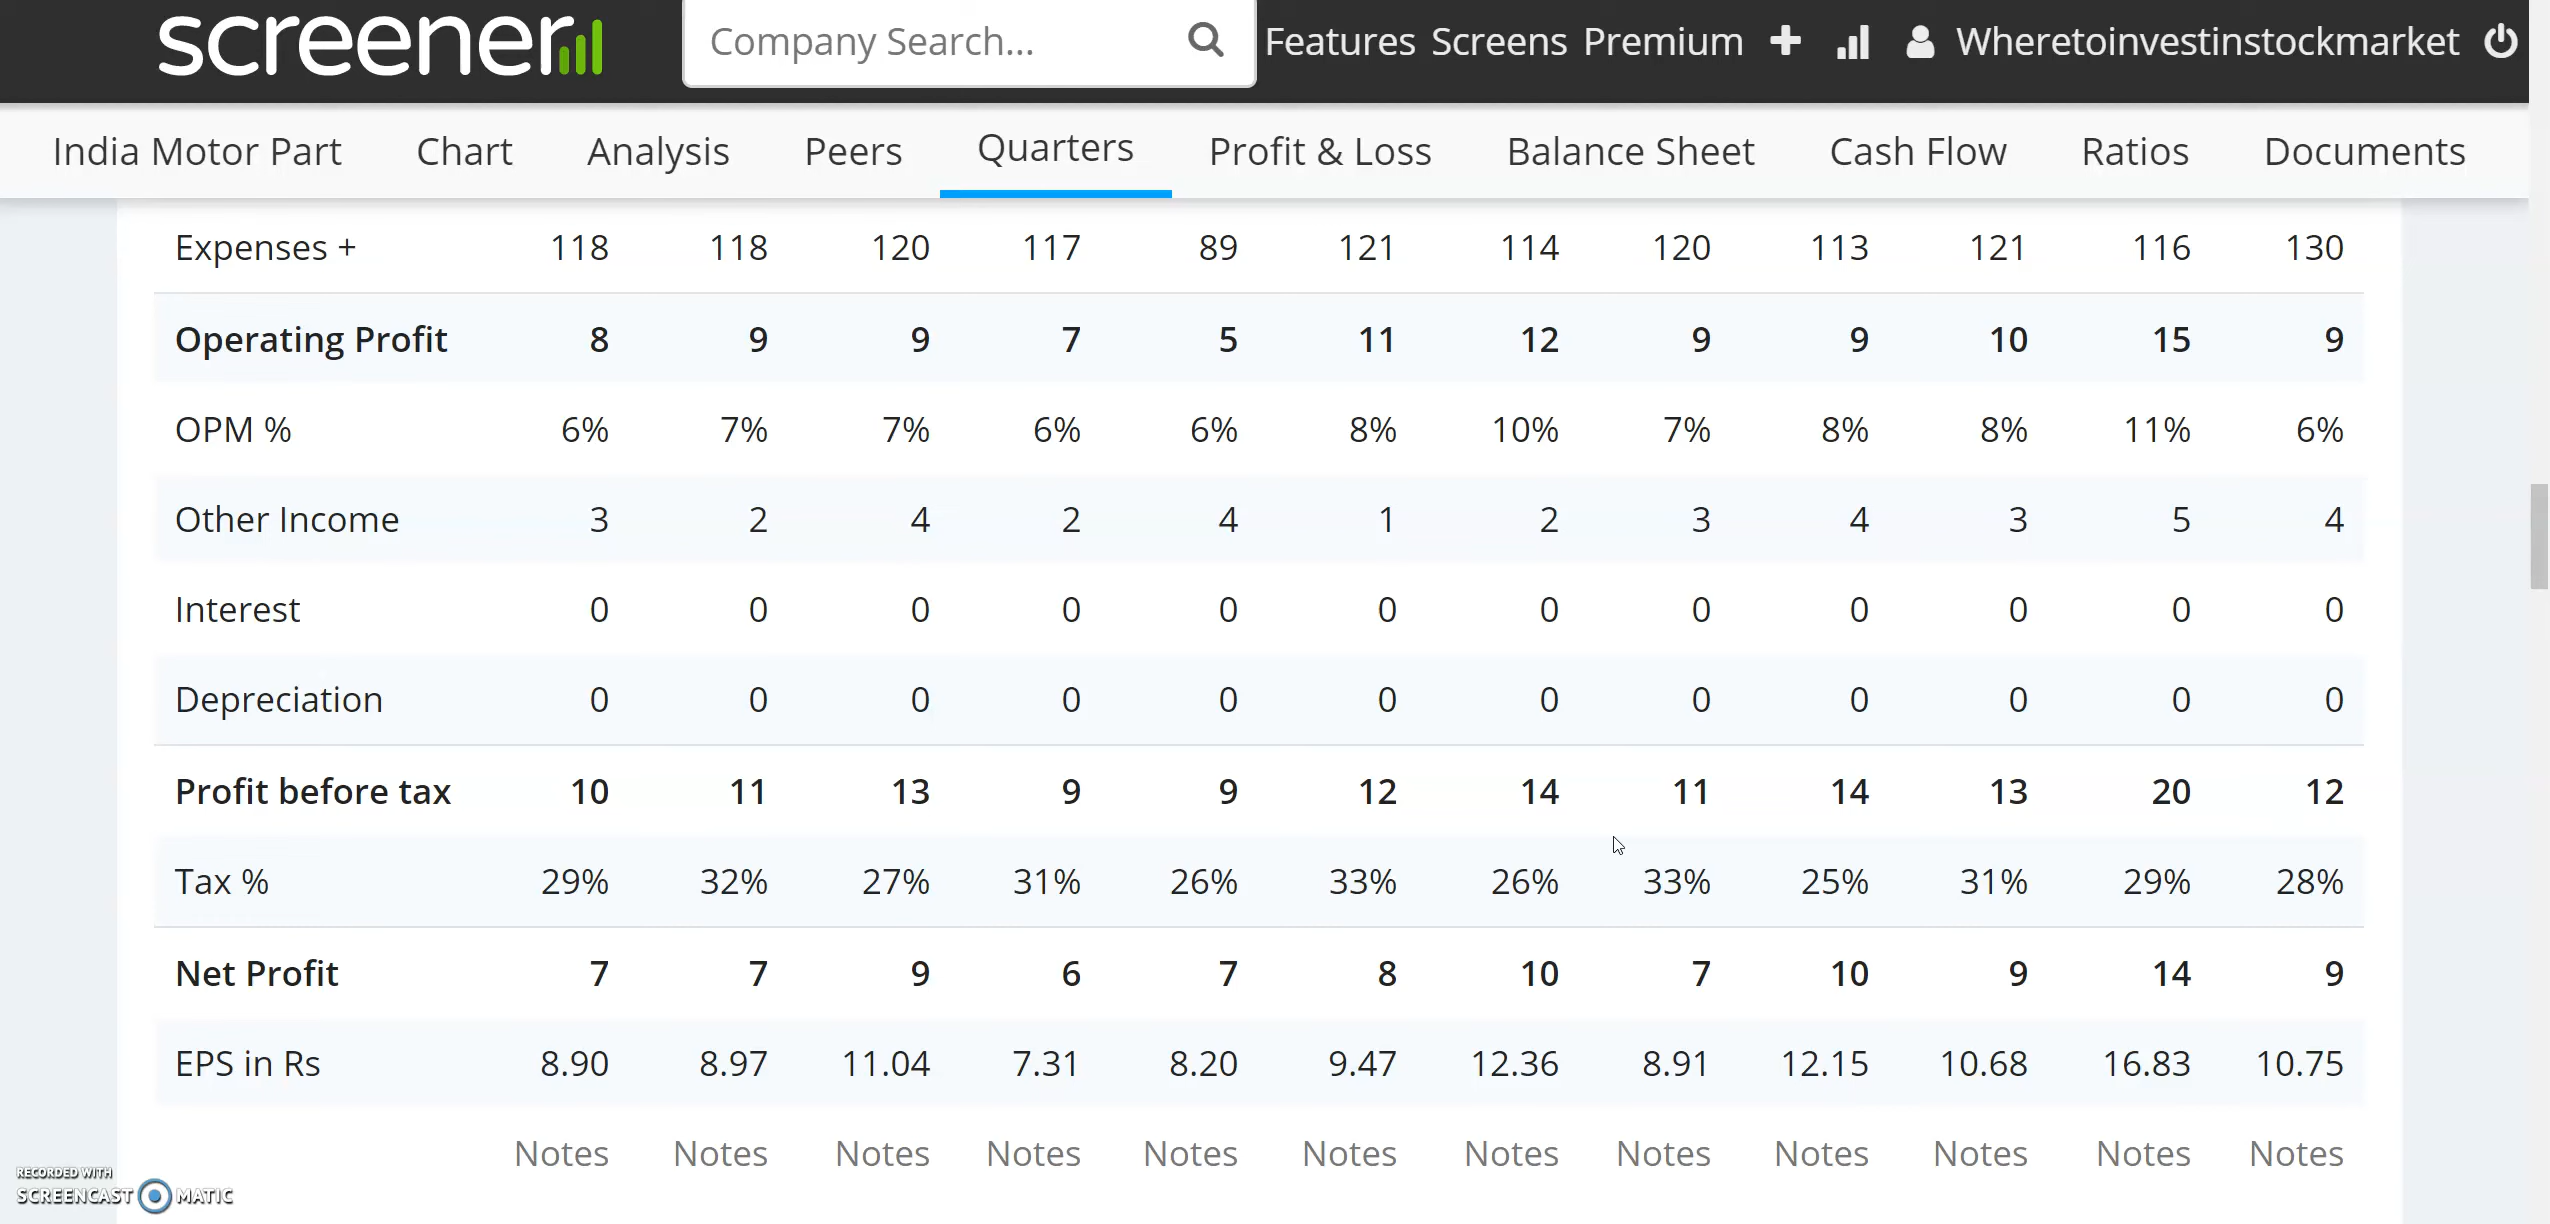 screener Company Search... Features Screens Premium Wheretoinvestinstockmarket
India Motor Part Chart Analysis Peers Quarters Profit & Loss Balance Sheet Cash Flow Ratios Documents
Expenses + 118 118 120 117 89 121 114 120 113 121 116 130
Operating Profit 8 9 9 7 5 11 12 9 9 10 15 9
OPM % 6% 7% 7% 6% 6% 8% 10% 7% 8% 8% 11% 6%
Other Income 3 2 4 2 4 1 2 3 4 3 5 4
Interest 0 0 0 0 0 0 0 0 0 0 0 0
Depreciation 0 0 0 0 0 0 0 0 0 0 0 0
Profit before tax 10 11 13 9 9 12 14 11 14 13 20 12
Tax % 29% 32% 27% 31% 26% 33% 26% 33% 25% 31% 29% 28%
Net Profit 7 7 9 6 7 8 10 7 10 9 14 9
EPS in Rs 8.90 8.97 11.04 7.31 8.20 9.47 12.36 8.91 12.15 10.68 16.83 10.75
Notes Notes Notes Notes Notes Notes Notes Notes Notes Notes Notes Notes
RECORDED WITH
SCREENCAST MATIC